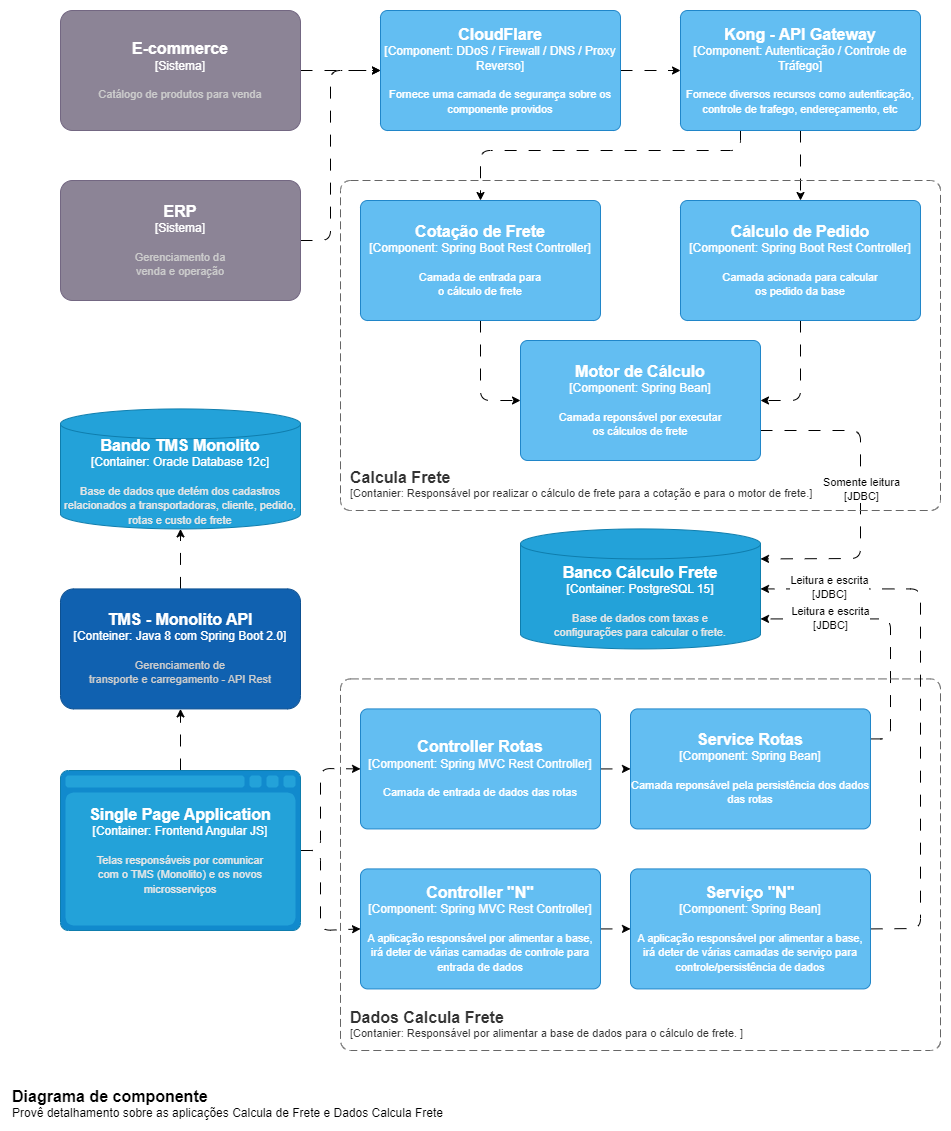 E-commerce
[Sistema]
Catálogo de produtos para venda
CloudFlare
[Component: DDoS / Firewall / DNS / Proxy
Reverso]
Fornece uma camada de segurança sobre os
componente providos
Kong - API Gateway
[Component: Autenticação / Controle de
Tráfego]
Fornece diversos recursos como autenticação,
controle de trafego, endereçamento, etc
ERP
[Sistema]
Gerenciamento da
venda e operação
Cotação de Frete
[Component: Spring Boot Rest Controller]
Camada de entrada para
o cálculo de frete
Cálculo de Pedido
[Component: Spring Boot Rest Controller]
Camada acionada para calcular
os pedido da base
Motor de Cálculo
[Component: Spring Bean]
Camada reponsável por executar
os cálculos de frete
Calcula Frete
[Contanier: Responsável por realizar o cálculo de frete para a cotação e para o motor de frete.]
Somente leitura
[JDBC]
Bando TMS Monolito
[Container: Oracle Database 12c]
Base de dados que detém dos cadastros
relacionados a transportadoras, cliente, pedido,
rotas e custo de frete
Banco Cálculo Frete
[Container: PostgreSQL 15]
Base de dados com taxas e
configurações para calcular o frete.
Leitura e escrita
[JDBC]
Leitura e escrita
[JDBC]
TMS - Monolito API
[Conteiner: Java 8 com Spring Boot 2.0]
Gerenciamento de
transporte e carregamento - API Rest
Single Page Application
[Container: Frontend Angular JS]
Telas responsáveis por comunicar
com o TMS (Monolito) e os novos
microsserviços
Controller Rotas
[Component: Spring MVC Rest Controller]
Camada de entrada de dados das rotas
Service Rotas
[Component: Spring Bean]
Camada reponsável pela persistência dos dados
das rotas
Controller "N"
[Component: Spring MVC Rest Controller]
A aplicação responsável por alimentar a base,
irá deter de várias camadas de controle para
entrada de dados
Serviço "N"
[Component: Spring Bean]
A aplicação responsável por alimentar a base,
irá deter de várias camadas de serviço para
controle/persistência de dados
Dados Calcula Frete
[Contanier: Responsável por alimentar a base de dados para o cálculo de frete. ]
Diagrama de componente
Provê detalhamento sobre as aplicações Calcula de Frete e Dados Calcula Frete